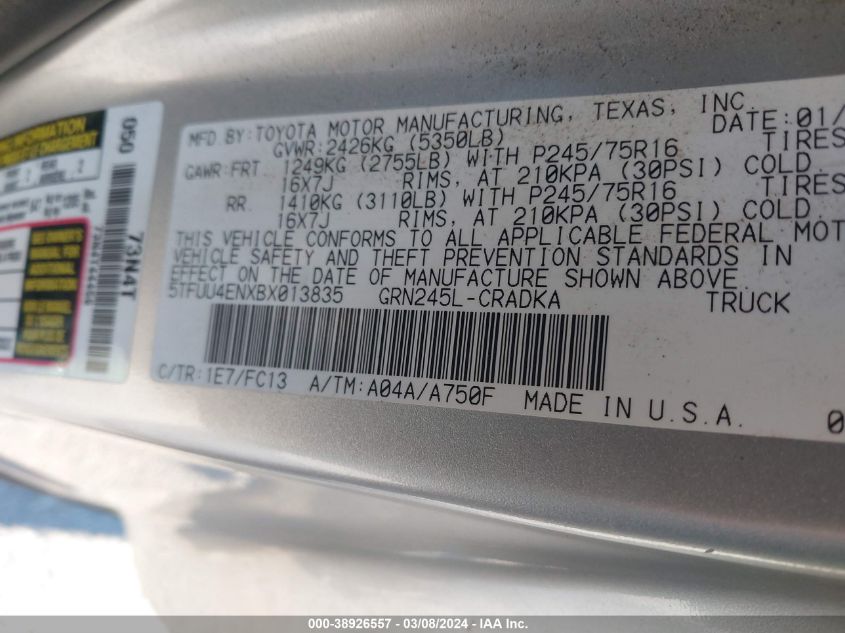 MFD.BY:TOYOTA MOTOR MANUFACTURING, TEXAS, INC. DATE:01/
GVWR:2426KG (5350LB)
GAWR:FRT 1249KG (2755LB) WITH P245/75R16 TIRES
16X7J RIMS, AT 210KPA (30PSI) COLD.
RR. 1410KG (3110LB) WITH P245/75R16 TIRES
16X7J RIMS, AT 210KPA (30PSI) COLD.
THIS VEHICLE CONFORMS TO ALL APPLICABLE FEDERAL MOT
VEHICLE SAFETY AND THEFT PREVENTION STANDARDS IN
EFFECT ON THE DATE OF MANUFACTURE SHOWN ABOVE.
5TFUU4ENXBX013835 GRN245L-CRADKA TRUCK
C/TR:1E7/FC13 A/TM:A04A/A750F MADE IN U.S.A.
0
050
73N4T
INFORMATION
000-38926557 - 03/08/2024 - IAA Inc.